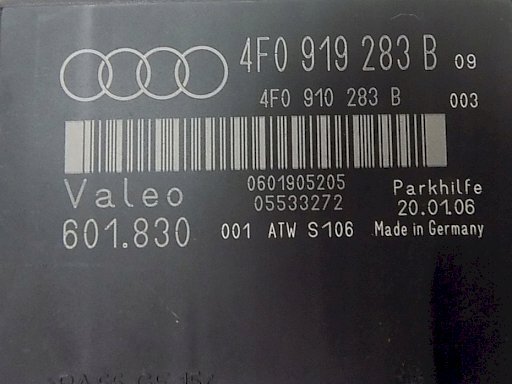 4F0 919 283 B 09
4F0 910 283 B 003
0601905205
Valeo 05533272 Parkhilfe
20.01.06
601.830 001 ATW S106 Made in Germany